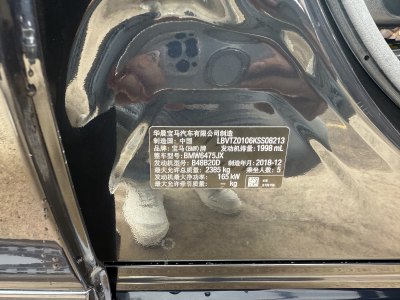 华晨宝马汽车有限公司制造
制造国: 中国 LBVTZ0106KSS08213
品牌: 宝马(BMW)牌 发动机排量: 1998 mL
整车型号: BMW6475JX 制造年月: 2018-12
发动机型号: B48B20D 乘坐人数: 5
最大允许总质量: 2385 kg
发动机最大净功率: 165 kW
最大允许牵引质量: — kg